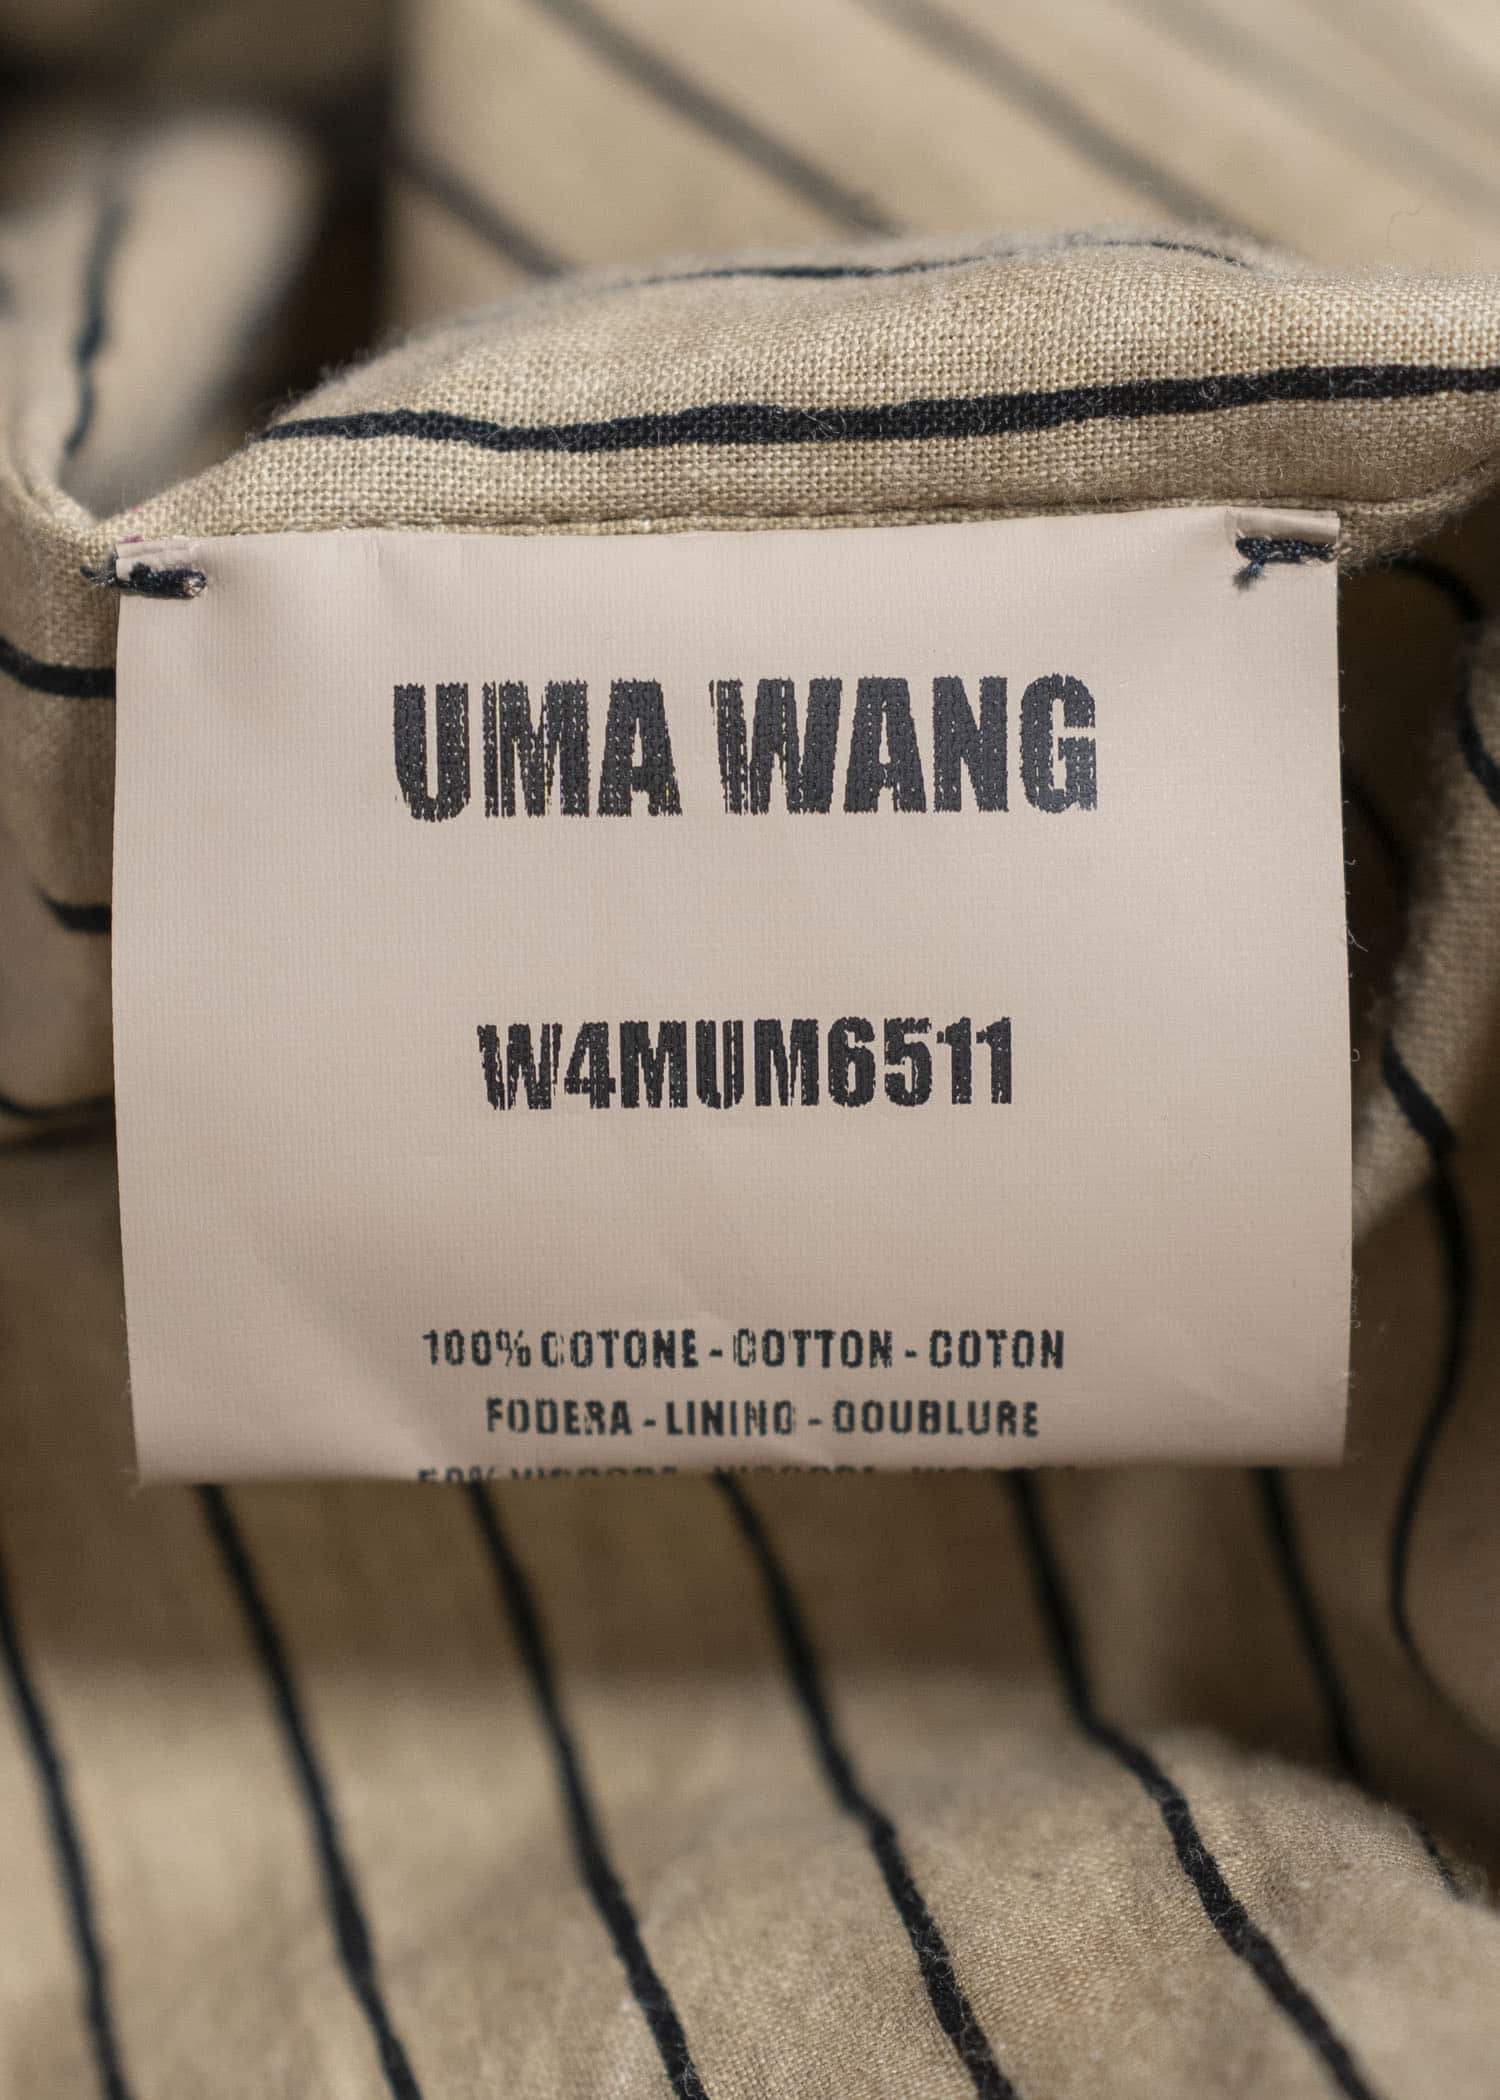 UMA WANG
W4MUM6511
100% COTONE - COTTON - COTON
FODERA - LINING - DOUBLURE